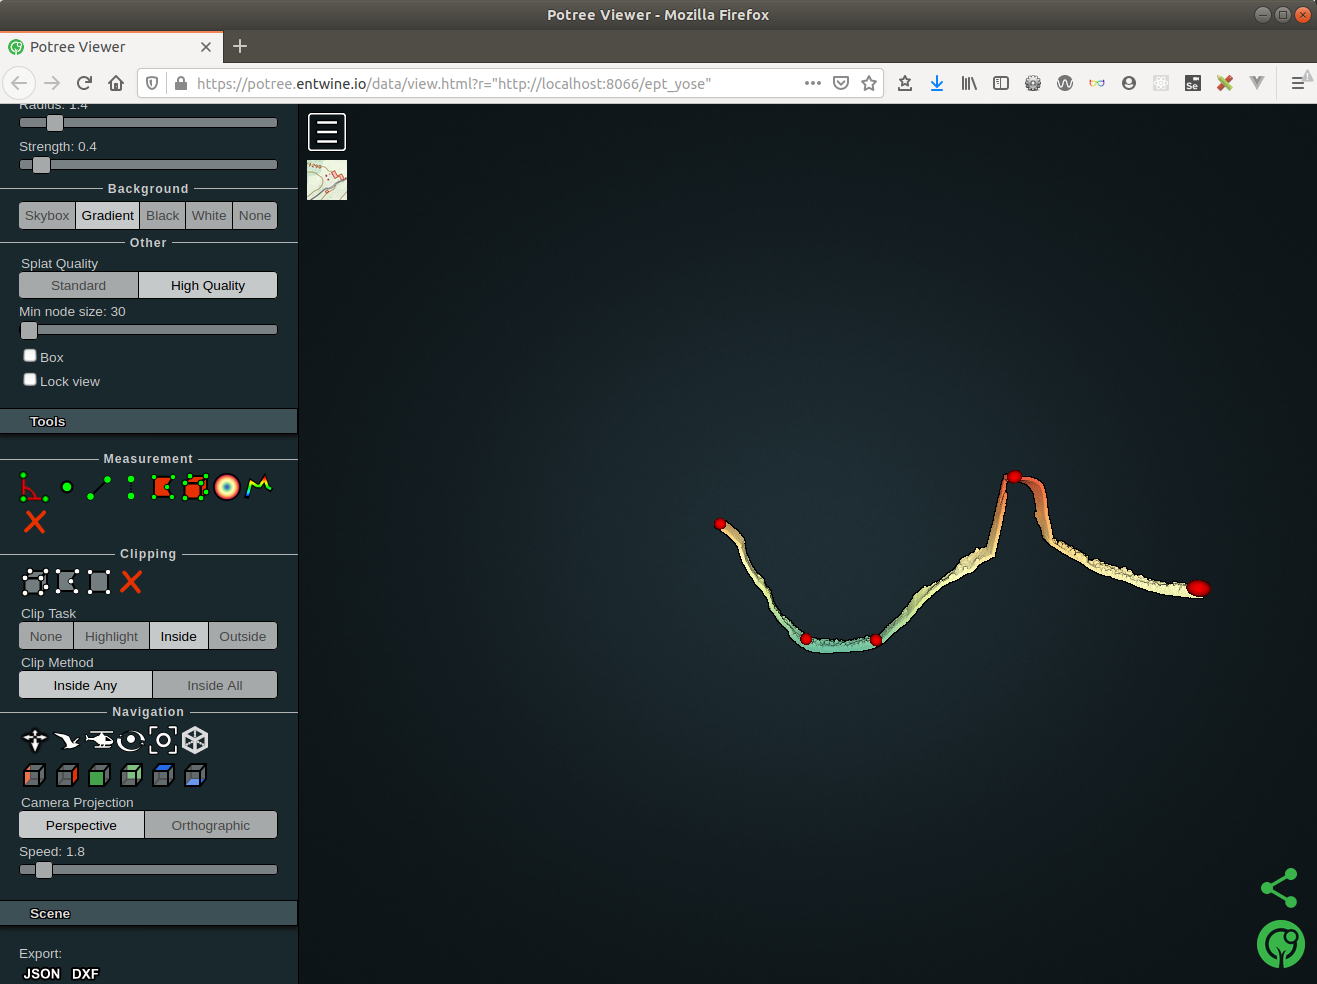 Potree Viewer - Mozilla Firefox
Potree Viewer
https://potree.entwine.io/data/view.html?r="http://localhost:8066/ept_yose"
Se
Radius: 1.4
Strength: 0.4
Background
Skybox Gradient Black White None
Other
Splat Quality
Standard High Quality
Min node size: 30
Box
Lock view
Tools
Measurement
Clipping
Clip Task
None Highlight Inside Outside
Clip Method
Inside Any Inside All
Navigation
Camera Projection
Perspective Orthographic
Speed: 1.8
Scene
Export:
JSON DXF